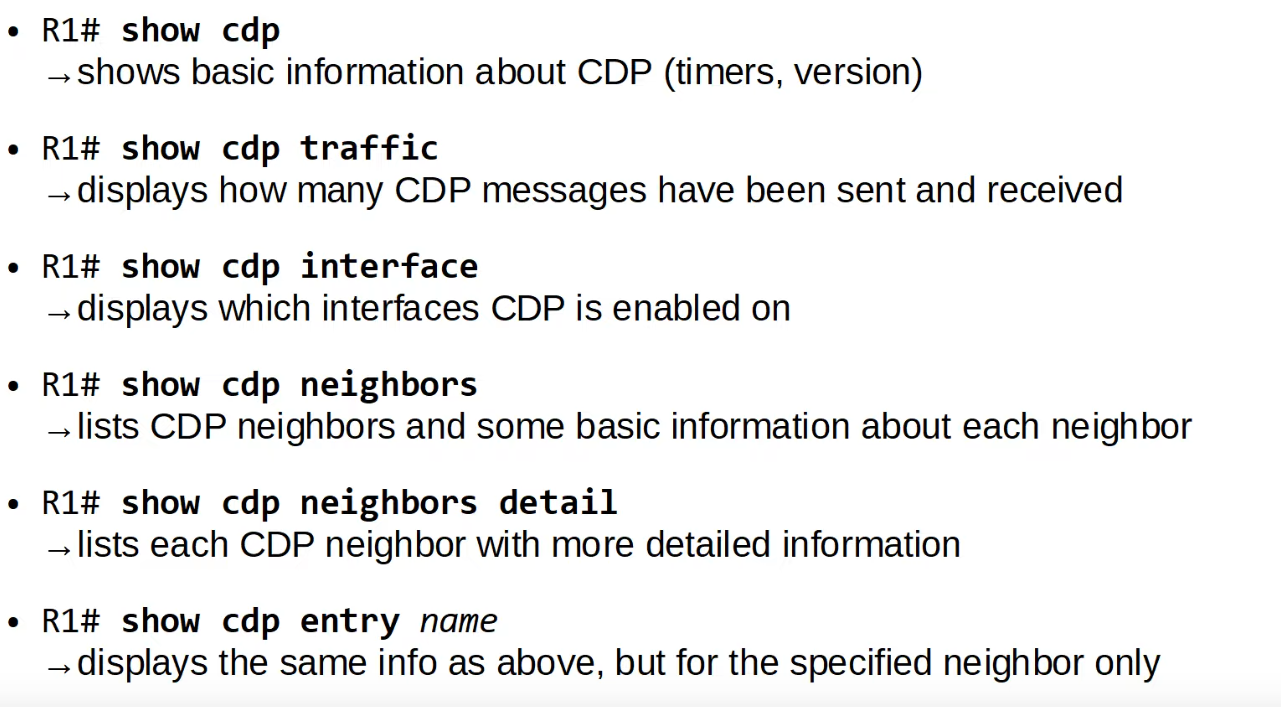 • R1# show cdp
→shows basic information about CDP (timers, version)
• R1# show cdp traffic
→displays how many CDP messages have been sent and received
• R1# show cdp interface
→displays which interfaces CDP is enabled on
• R1# show cdp neighbors
→lists CDP neighbors and some basic information about each neighbor
• R1# show cdp neighbors detail
→lists each CDP neighbor with more detailed information
• R1# show cdp entry name
→displays the same info as above, but for the specified neighbor only